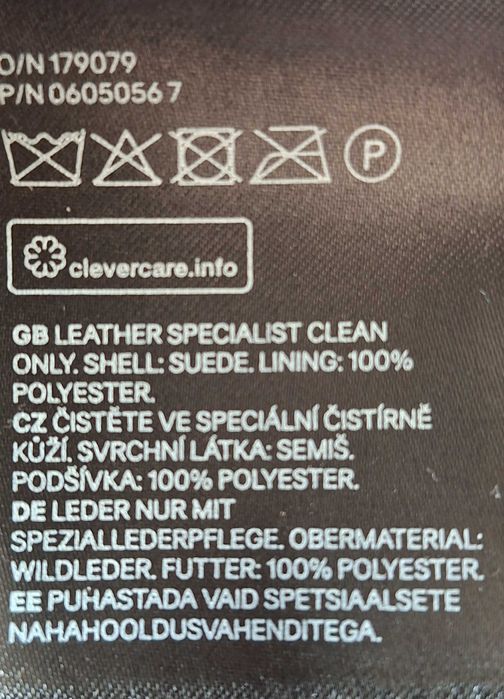 O/N 179079
P/N 06050567
P
clevercare.info
GB LEATHER SPECIALIST CLEAN
ONLY. SHELL: SUEDE. LINING: 100%
POLYESTER.
CZ ČISTĚTE VE SPECIÁLNÍ ČISTÍRNĚ
KŮŽÍ. SVRCHNÍ LÁTKA: SEMIŠ.
PODŠÍVKA: 100% POLYESTER.
DE LEDER NUR MIT
SPEZIALLEDERPFLEGE. OBERMATERIAL:
WILDLEDER. FUTTER: 100% POLYESTER.
EE PUHASTADA VAID SPETSIAALSETE
NAHAHOOLDUSVAHENDITEGA.